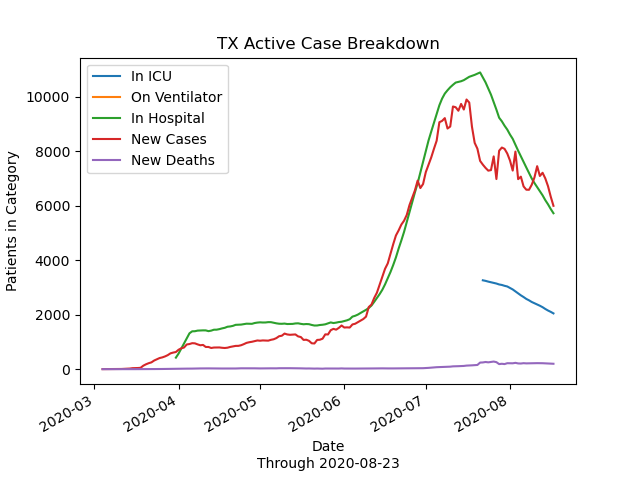 TX Active Case Breakdown
In ICU
On Ventilator
In Hospital
New Cases
New Deaths
10000
8000
6000
4000
2000
0
Patients in Category
2020-03
2020-04
2020-05
2020-06
2020-07
2020-08
Date
Through 2020-08-23